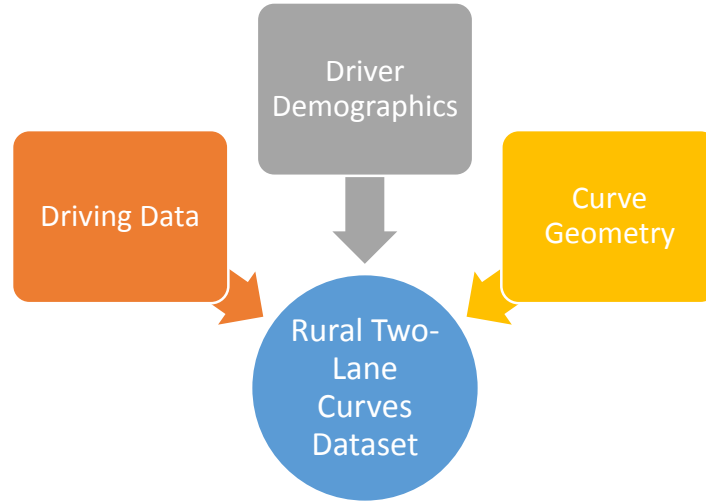 Driver
Demographics
Driving Data
Curve
Geometry
Rural Two-
Lane
Curves
Dataset